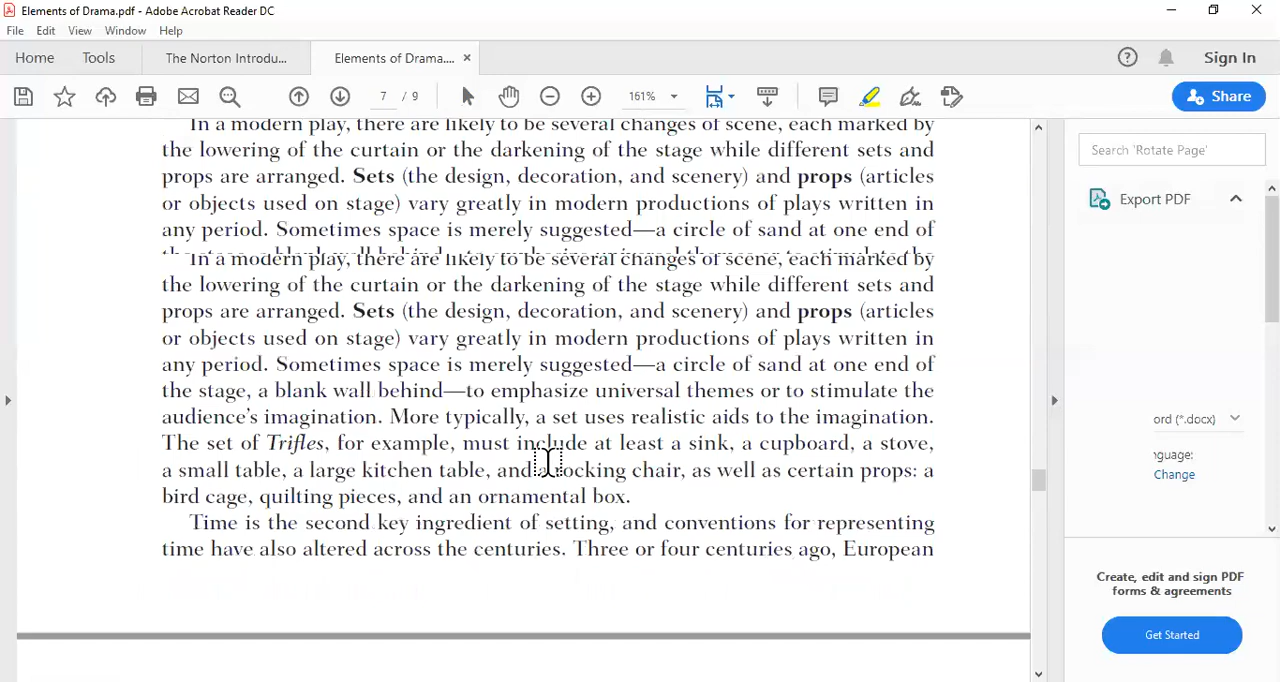 Elements of Drama.pdf - Adobe Acrobat Reader DC
File Edit View Window Help
Home Tools The Norton Introdu... Elements of Drama.... ×
Sign In
7 / 9 161% Share
In a modern play, there are likely to be several changes of scene, each marked by
the lowering of the curtain or the darkening of the stage while different sets and
props are arranged. Sets (the design, decoration, and scenery) and props (articles
or objects used on stage) vary greatly in modern productions of plays written in
any period. Sometimes space is merely suggested—a circle of sand at one end of
In a modern play, there are likely to be several changes of scene, each marked by
the lowering of the curtain or the darkening of the stage while different sets and
props are arranged. Sets (the design, decoration, and scenery) and props (articles
or objects used on stage) vary greatly in modern productions of plays written in
any period. Sometimes space is merely suggested—a circle of sand at one end of
the stage, a blank wall behind—to emphasize universal themes or to stimulate the
audience's imagination. More typically, a set uses realistic aids to the imagination.
The set of Trifles, for example, must include at least a sink, a cupboard, a stove,
a small table, a large kitchen table, and a rocking chair, as well as certain props: a
bird cage, quilting pieces, and an ornamental box.
Time is the second key ingredient of setting, and conventions for representing
time have also altered across the centuries. Three or four centuries ago, European
Search 'Rotate Page'
Export PDF
ord (*.docx)
guage:
Change
Create, edit and sign PDF
forms & agreements
Get Started